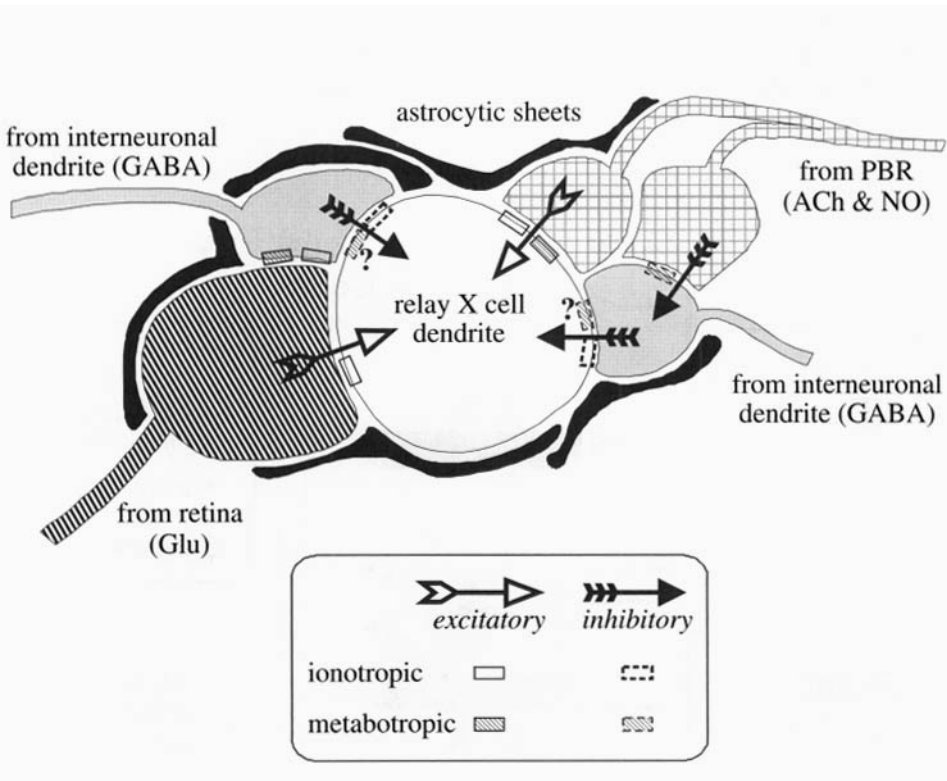 astrocytic sheets
from interneuronal
dendrite (GABA)
from PBR
(ACh & NO)
?
relay X cell
dendrite
?
from interneuronal
dendrite (GABA)
from retina
(Glu)
excitatory inhibitory
ionotropic
metabotropic